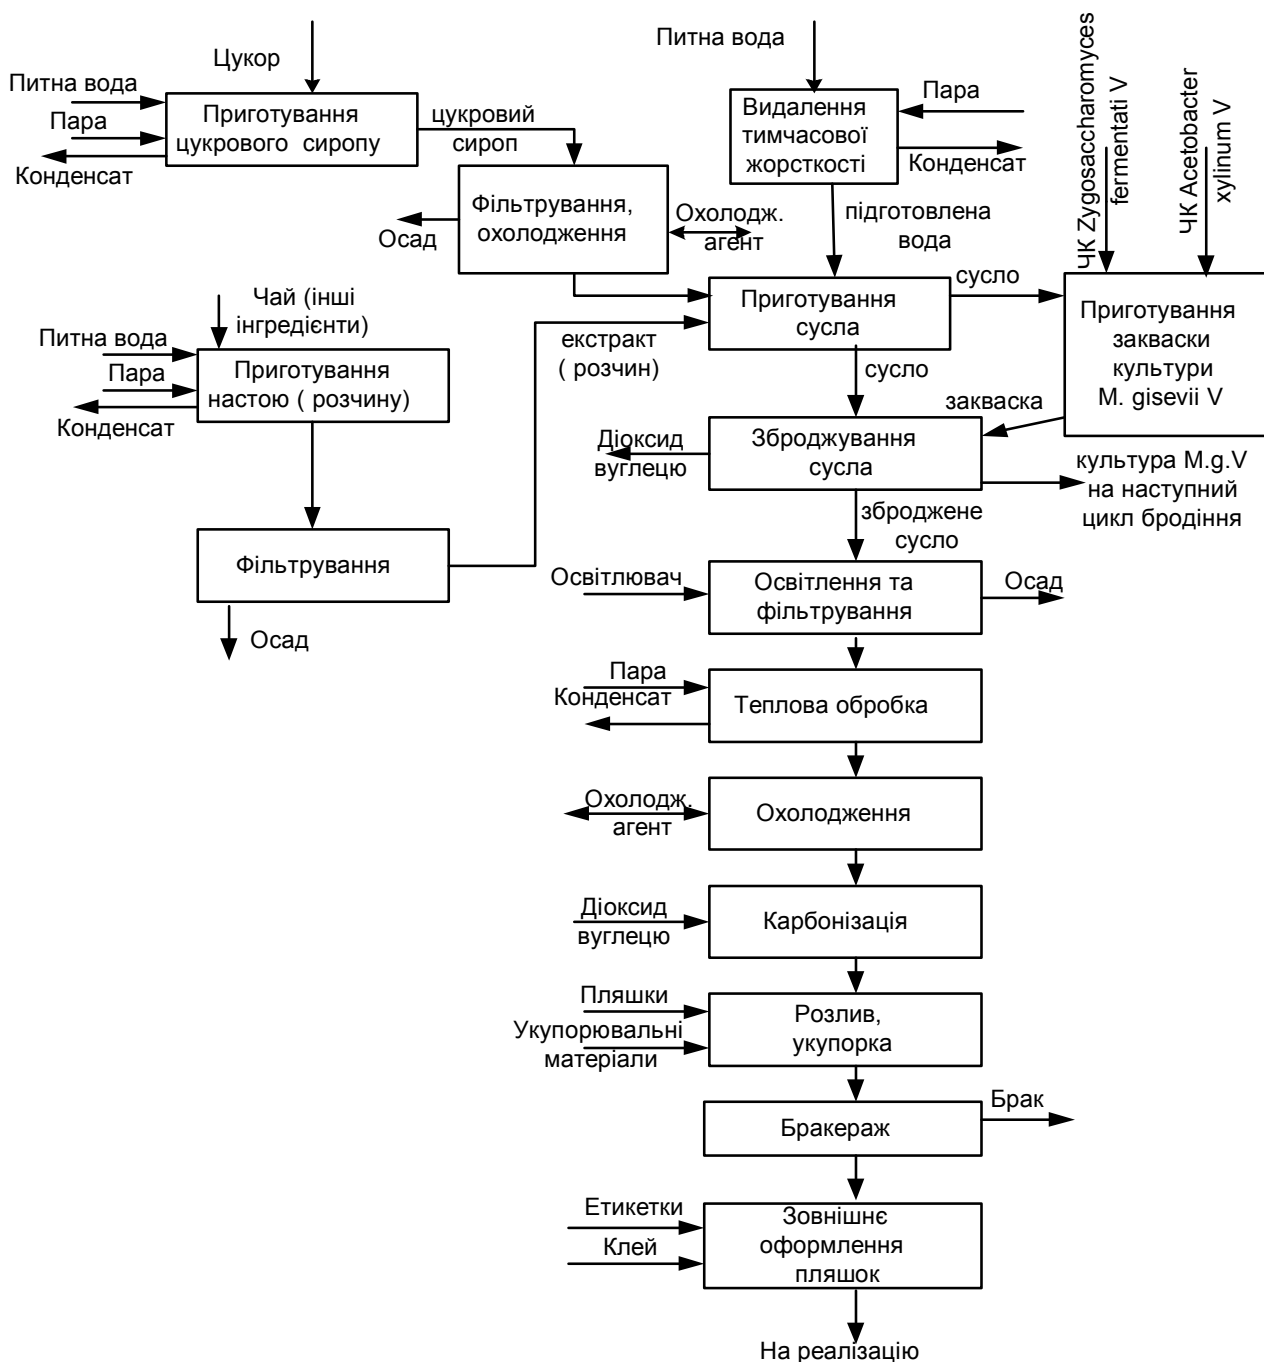 Цукор
Питна вода
Пара
Конденсат
Приготування
цукрового сиропу
цукровий
сироп
Питна вода
Видалення
тимчасової
жорсткості
Пара
Конденсат
ЧК Zygosaccharomyces
fermentati V
ЧК Acetobacter
xylinum V
Осад
Фільтрування,
охолодження
Охолодж.
агент
підготовлена
вода
Чай (інші
інгредієнти)
Питна вода
Пара
Конденсат
Приготування
настою ( розчину)
екстракт
( розчин)
Приготування
сусла
сусло
Приготування
закваски
культури
M. gisevii V
сусло
закваска
Діоксид
вуглецю
Зброджування
сусла
культура M.g.V
на наступний
цикл бродіння
зброджене
сусло
Фільтрування
Осад
Освітлювач
Освітлення та
фільтрування
Осад
Пара
Конденсат
Теплова обробка
Охолодж.
агент
Охолодження
Діоксид
вуглецю
Карбонізація
Пляшки
Укупорювальні
матеріали
Розлив,
укупорка
Бракераж
Брак
Етикетки
Клей
Зовнішнє
оформлення
пляшок
На реалізацію